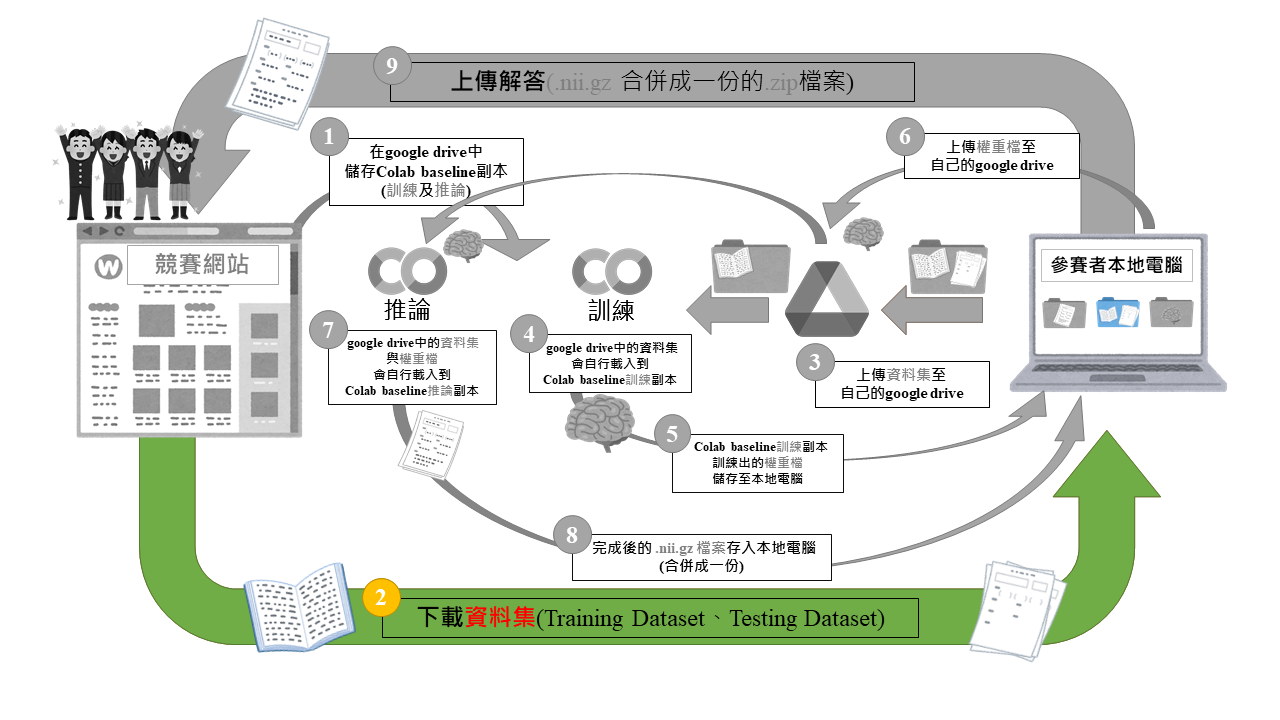 9
上傳解答(.nii.gz 合併成一份的.zip檔案)
1
在google drive中
儲存Colab baseline副本
(訓練及推論)
6
上傳權重檔至
自己的google drive
W
競賽網站
推論
訓練
參賽者本地電腦
7
google drive中的資料集
與權重檔
會自行載入到
Colab baseline推論副本
4
google drive中的資料集
會自行載入到
Colab baseline訓練副本
3
上傳資料集至
自己的google drive
5
Colab baseline訓練副本
訓練出的權重檔
儲存至本地電腦
8
完成後的 .nii.gz 檔案存入本地電腦
(合併成一份)
2
下載資料集(Training Dataset、Testing Dataset)